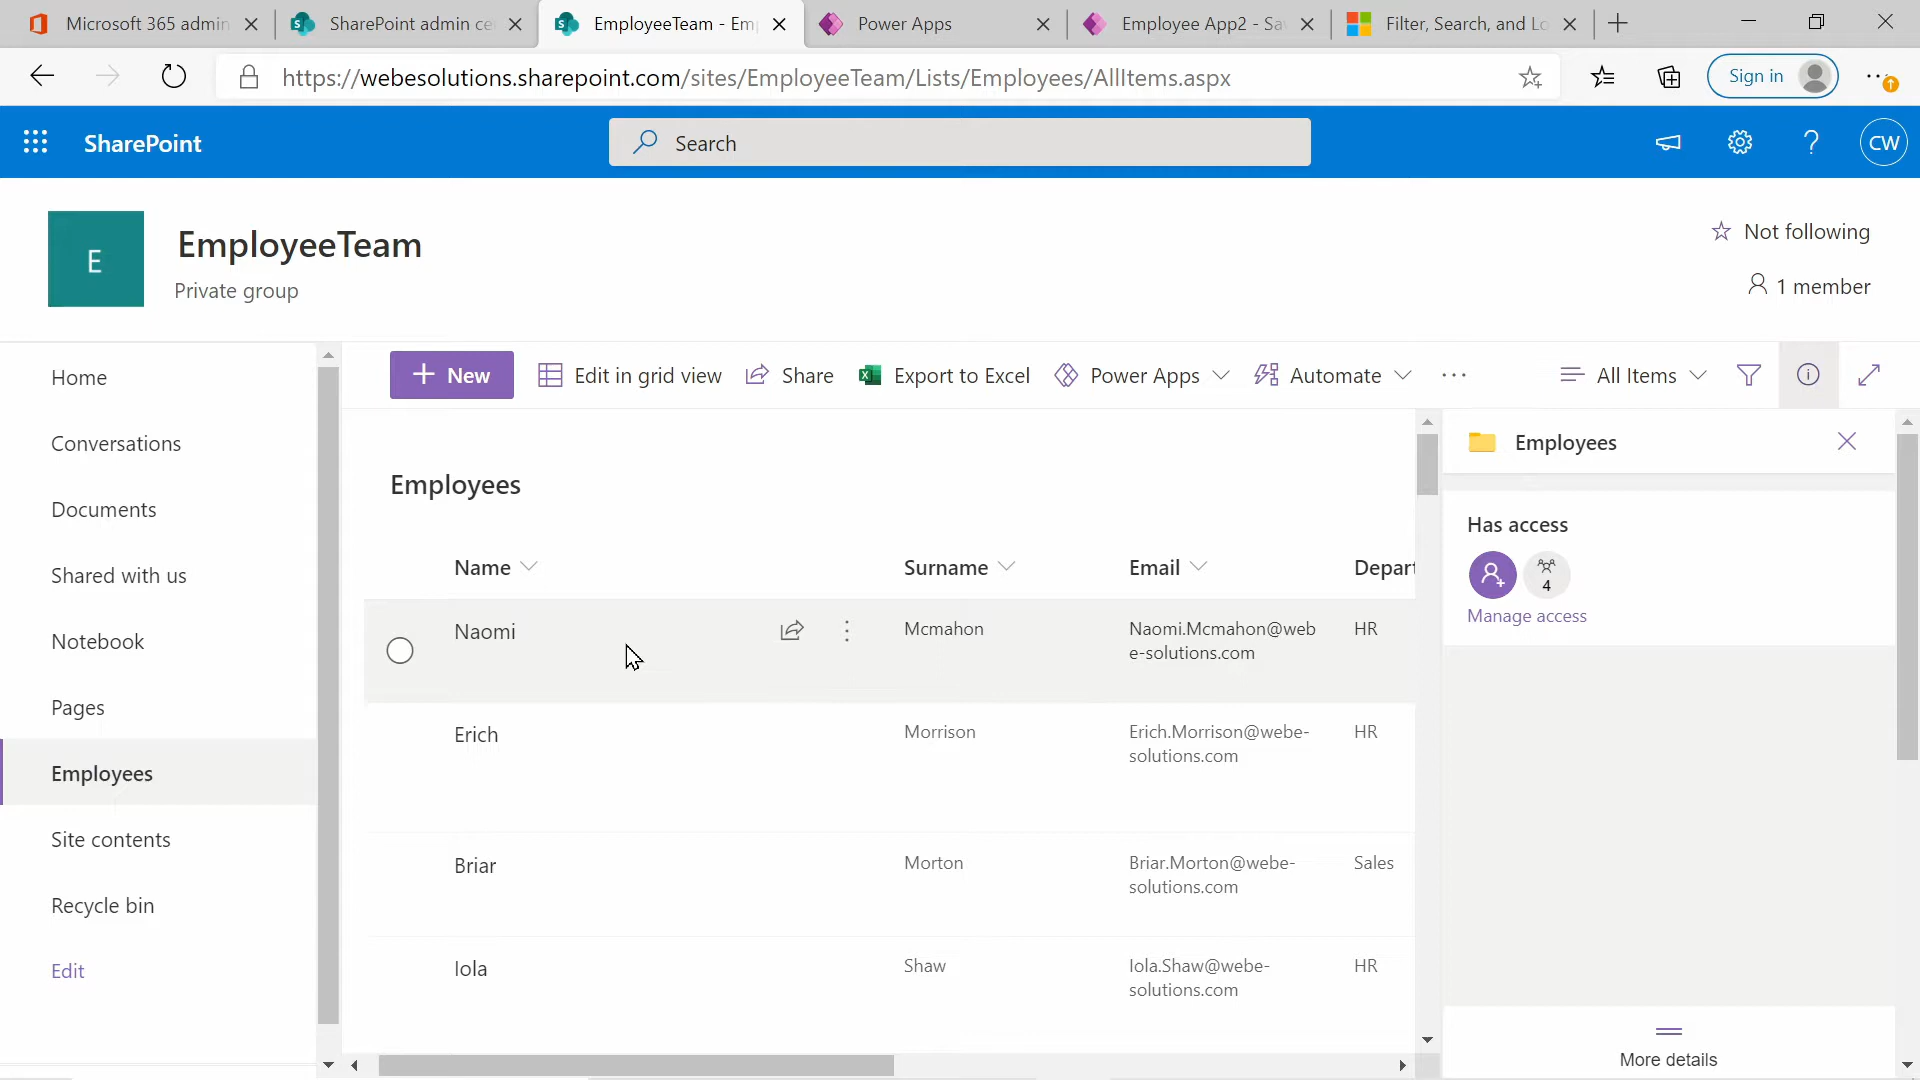 Microsoft 365 admin
SharePoint admin ce
EmployeeTeam - Em
Power Apps
Employee App2 - Sa
Filter, Search, and Lo
https://webesolutions.sharepoint.com/sites/EmployeeTeam/Lists/Employees/AllItems.aspx
Sign in
SharePoint
Search
CW
E
EmployeeTeam
Private group
Not following
1 member
Home
Conversations
Documents
Shared with us
Notebook
Pages
Employees
Site contents
Recycle bin
Edit
New
Edit in grid view
Share
Export to Excel
Power Apps
Automate
All Items
Employees
Name
Surname
Email
Depart
Naomi
Mcmahon
Naomi.Mcmahon@web
e-solutions.com
HR
Erich
Morrison
Erich.Morrison@webe-
solutions.com
HR
Briar
Morton
Briar.Morton@webe-
solutions.com
Sales
Iola
Shaw
Iola.Shaw@webe-
solutions.com
HR
Employees
Has access
4
Manage access
More details